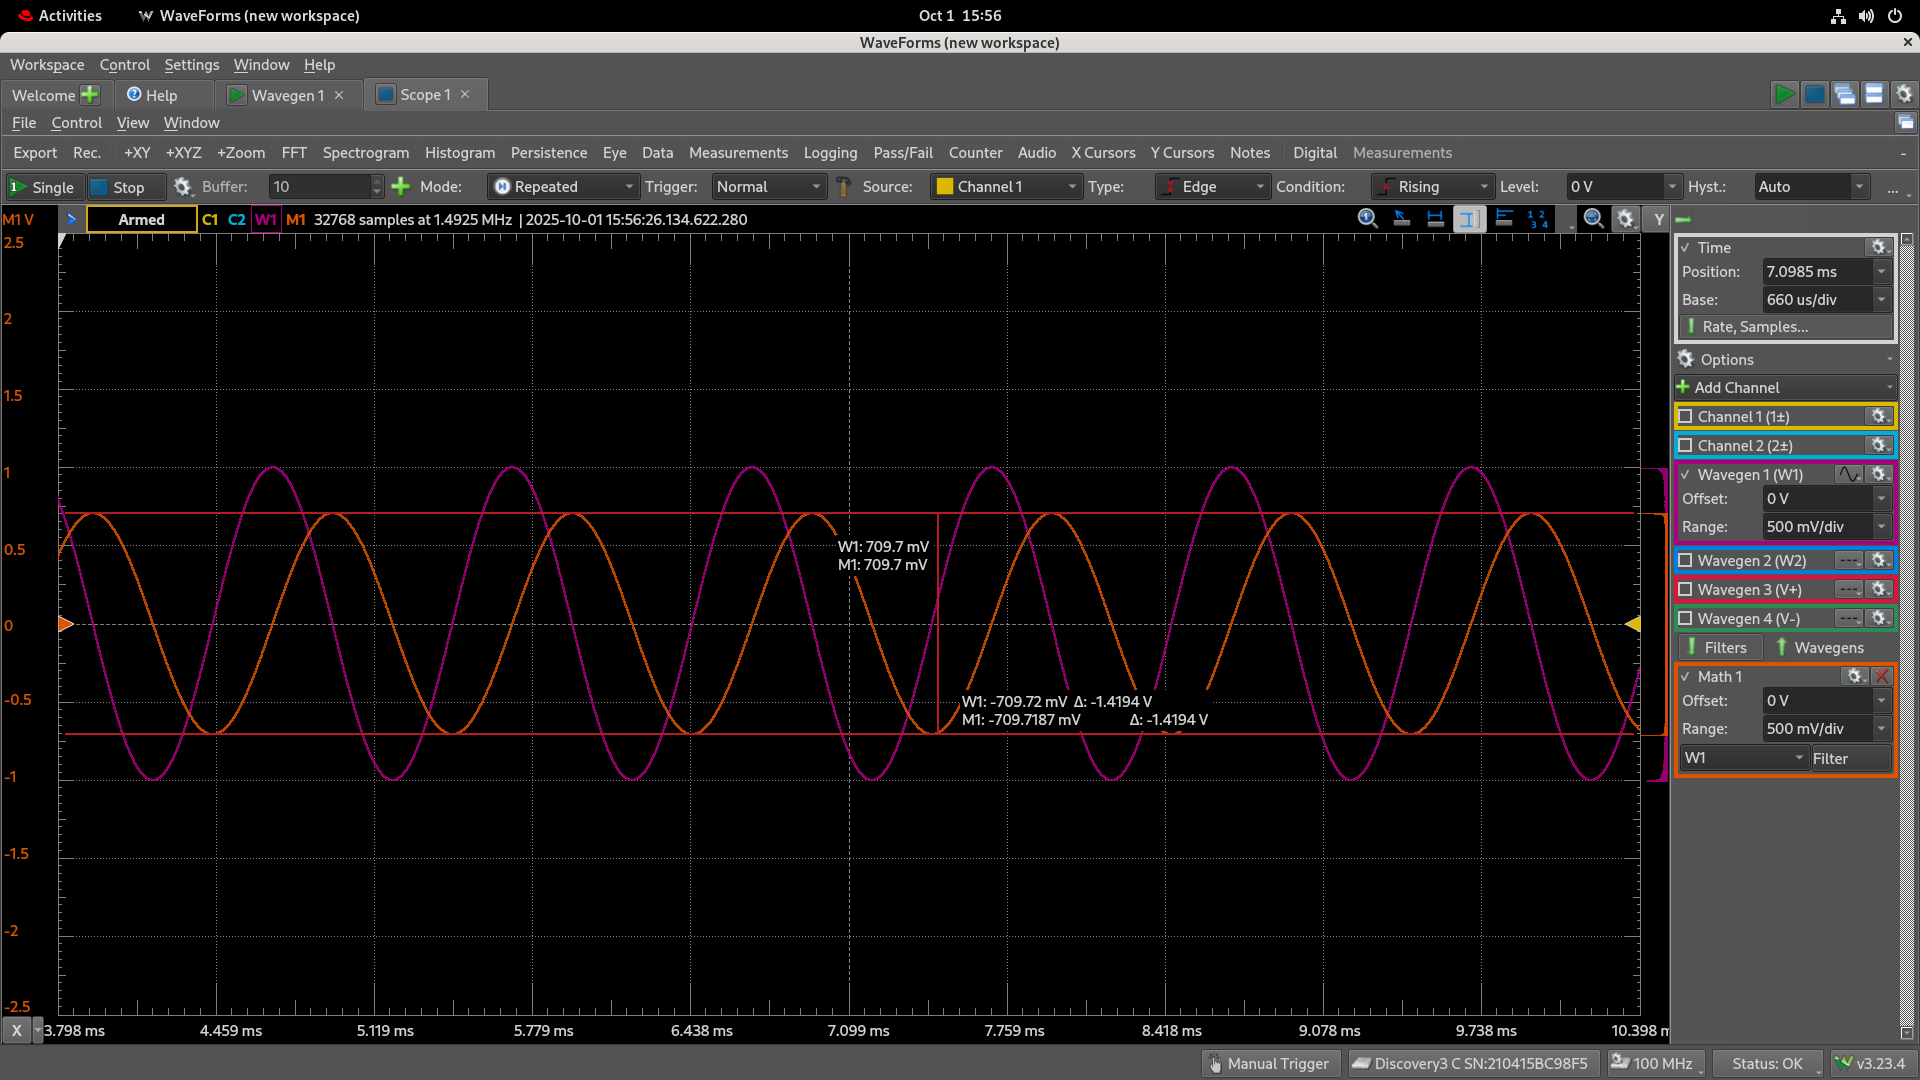 Activities WaveForms (new workspace) Oct 1 15:56
WaveForms (new workspace)
Workspace Control Settings Window Help
Welcome Help Wavegen 1 Scope 1
File Control View Window
Export Rec. +XY +XYZ +Zoom FFT Spectrogram Histogram Persistence Eye Data Measurements Logging Pass/Fail Counter Audio X Cursors Y Cursors Notes Digital Measurements
Single Stop Buffer: 10 Mode: Repeated Trigger: Normal Source: Channel 1 Type: Edge Condition: Rising Level: 0 V Hyst.: Auto ...
M1 V Armed C1 C2 W1 M1 32768 samples at 1.4925 MHz | 2025-10-01 15:56:26.134.622.280 Y
2.5
2
1.5
1
0.5
0
-0.5
-1
-1.5
-2
-2.5
W1: 709.7 mV
M1: 709.7 mV
W1: -709.72 mV Δ: -1.4194 V
M1: -709.7187 mV Δ: -1.4194 V
X 3.798 ms 4.459 ms 5.119 ms 5.779 ms 6.438 ms 7.099 ms 7.759 ms 8.418 ms 9.078 ms 9.738 ms 10.398 m
Time
Position: 7.0985 ms
Base: 660 us/div
Rate, Samples...
Options
Add Channel
Channel 1 (1±)
Channel 2 (2±)
Wavegen 1 (W1)
Offset: 0 V
Range: 500 mV/div
Wavegen 2 (W2) ---
Wavegen 3 (V+) ---
Wavegen 4 (V-) ---
Filters Wavegens
Math 1
Offset: 0 V
Range: 500 mV/div
W1 Filter
Manual Trigger Discovery3 C SN:210415BC98F5 100 MHz Status: OK v3.23.4